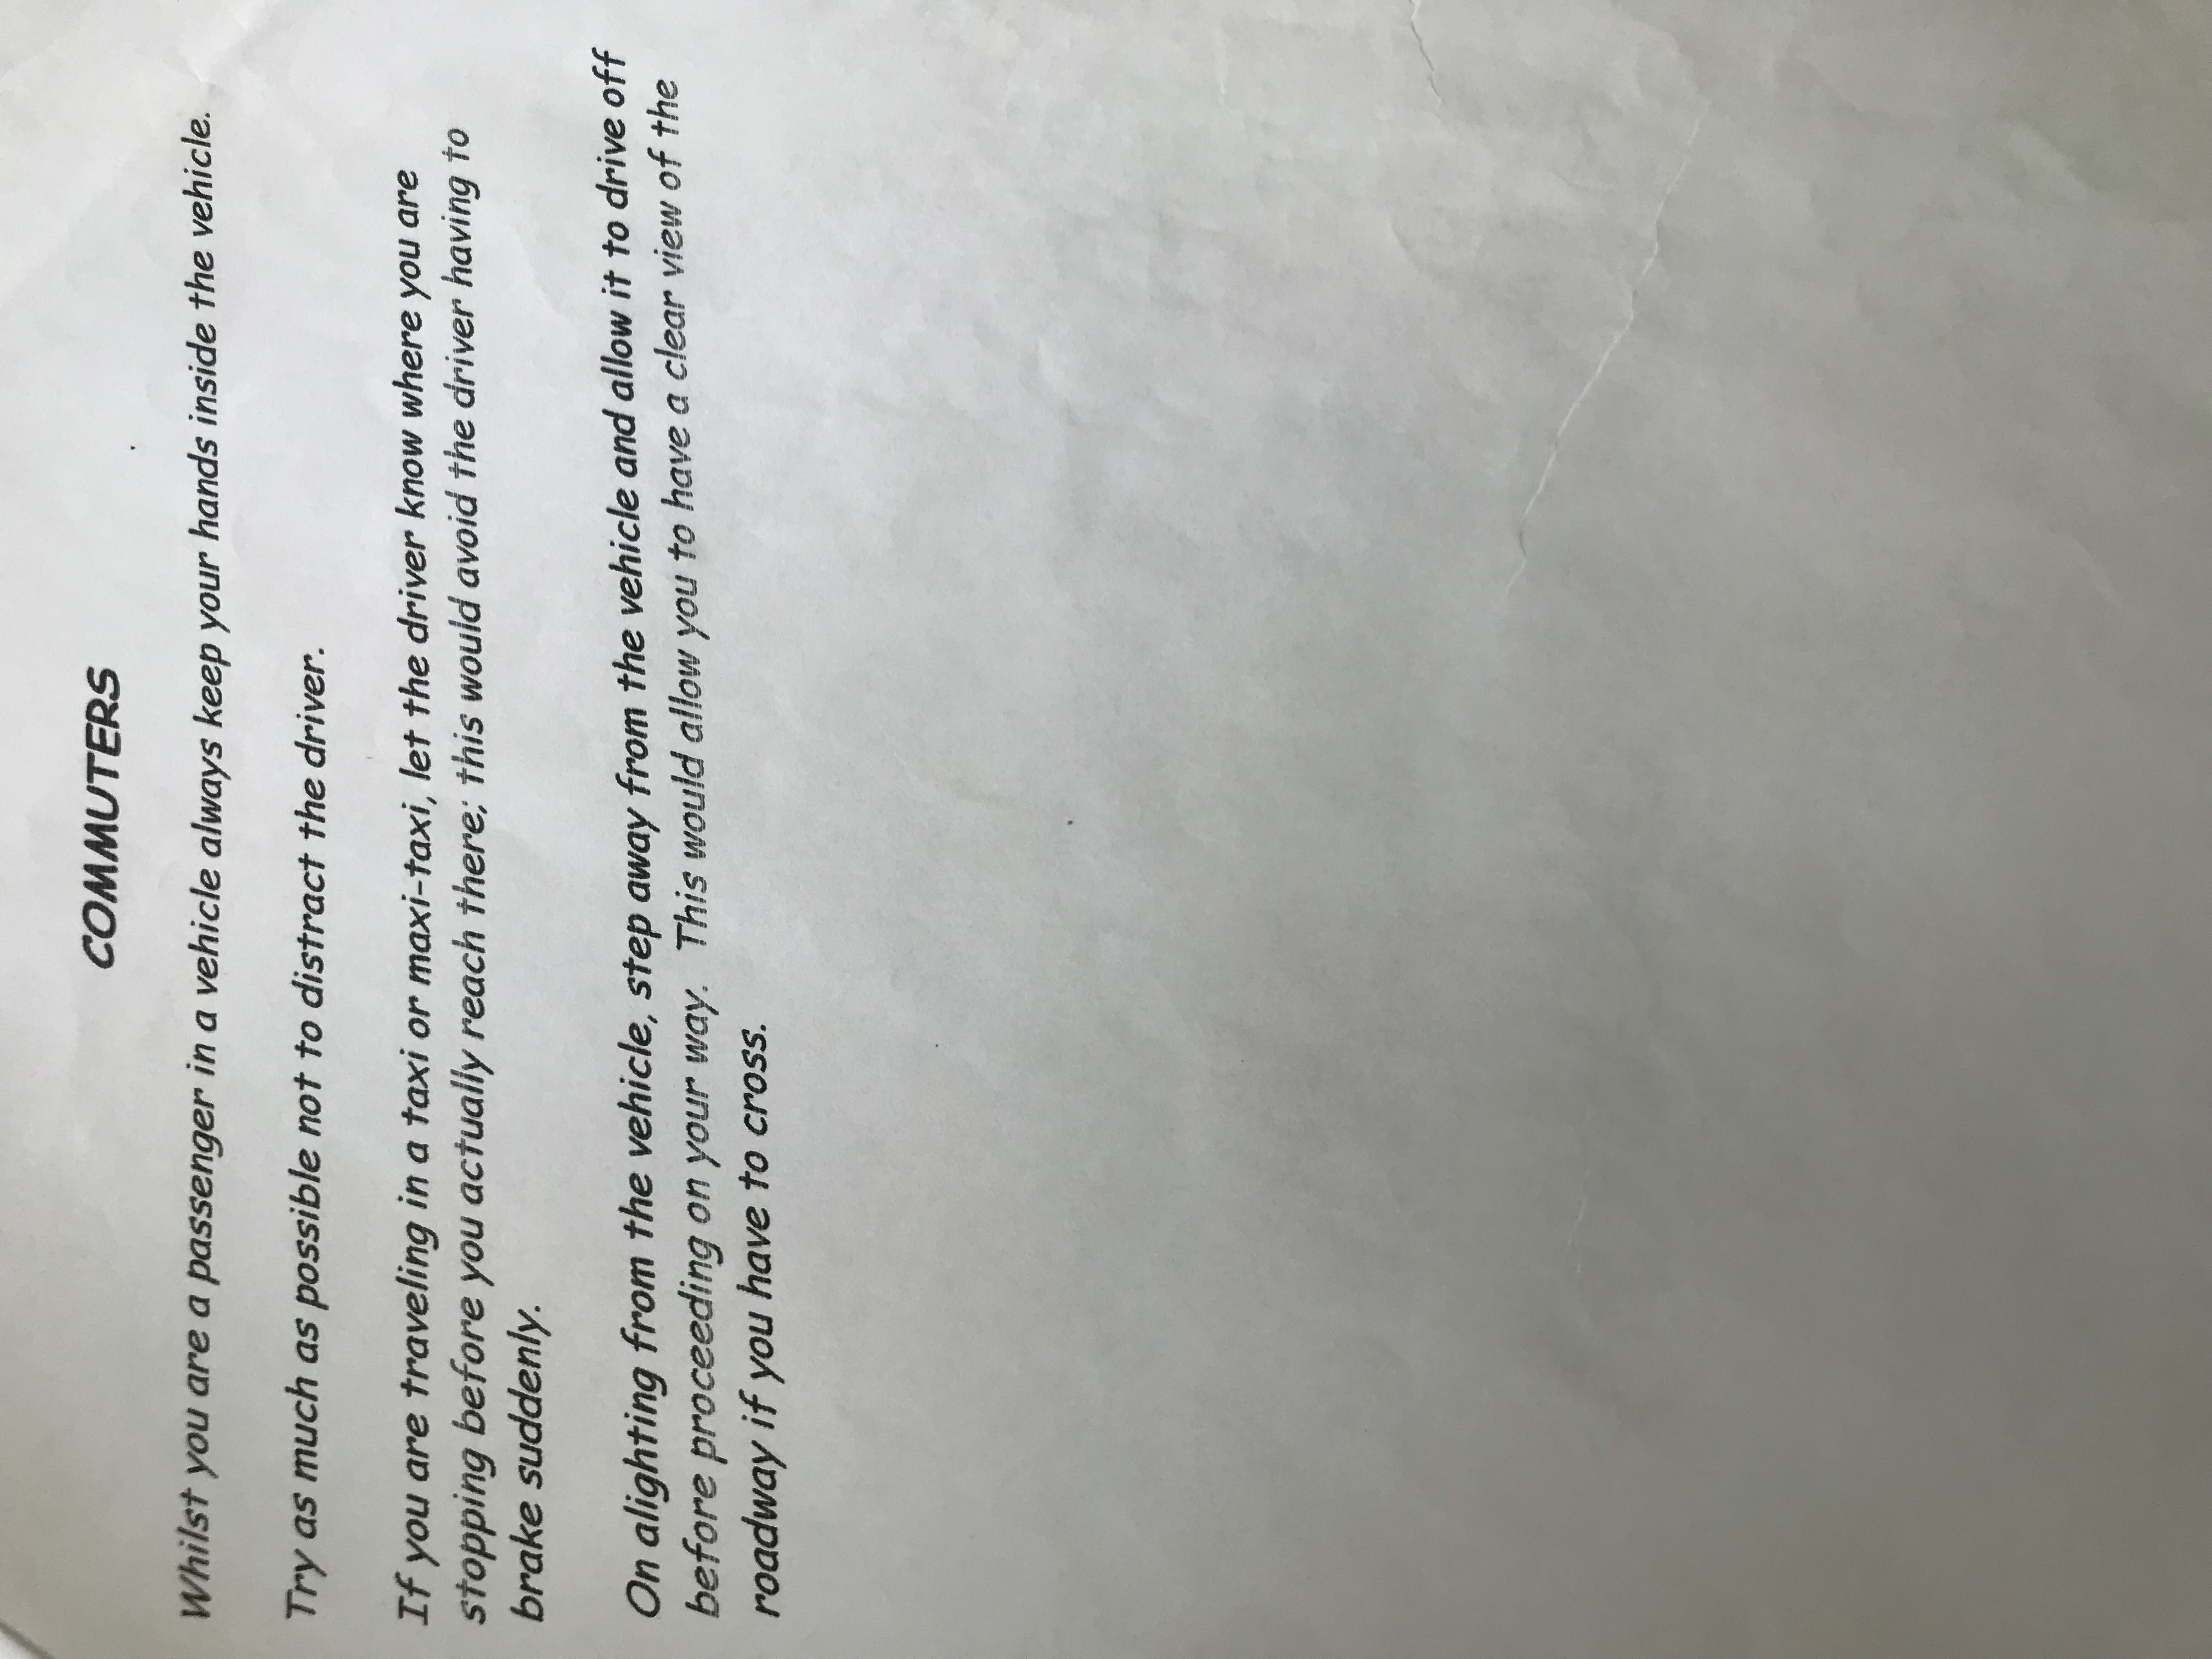 COMMUTERS
Whilst you are a passenger in a vehicle always keep your hands inside the vehicle.
Try as much as possible not to distract the driver.
If you are traveling in a taxi or maxi-taxi, let the driver know where you are
stopping before you actually reach there; this would avoid the driver having to
brake suddenly.
On alighting from the vehicle, step away from the vehicle and allow it to drive off
before proceeding on your way.  This would allow you to have a clear view of the
roadway if you have to cross.